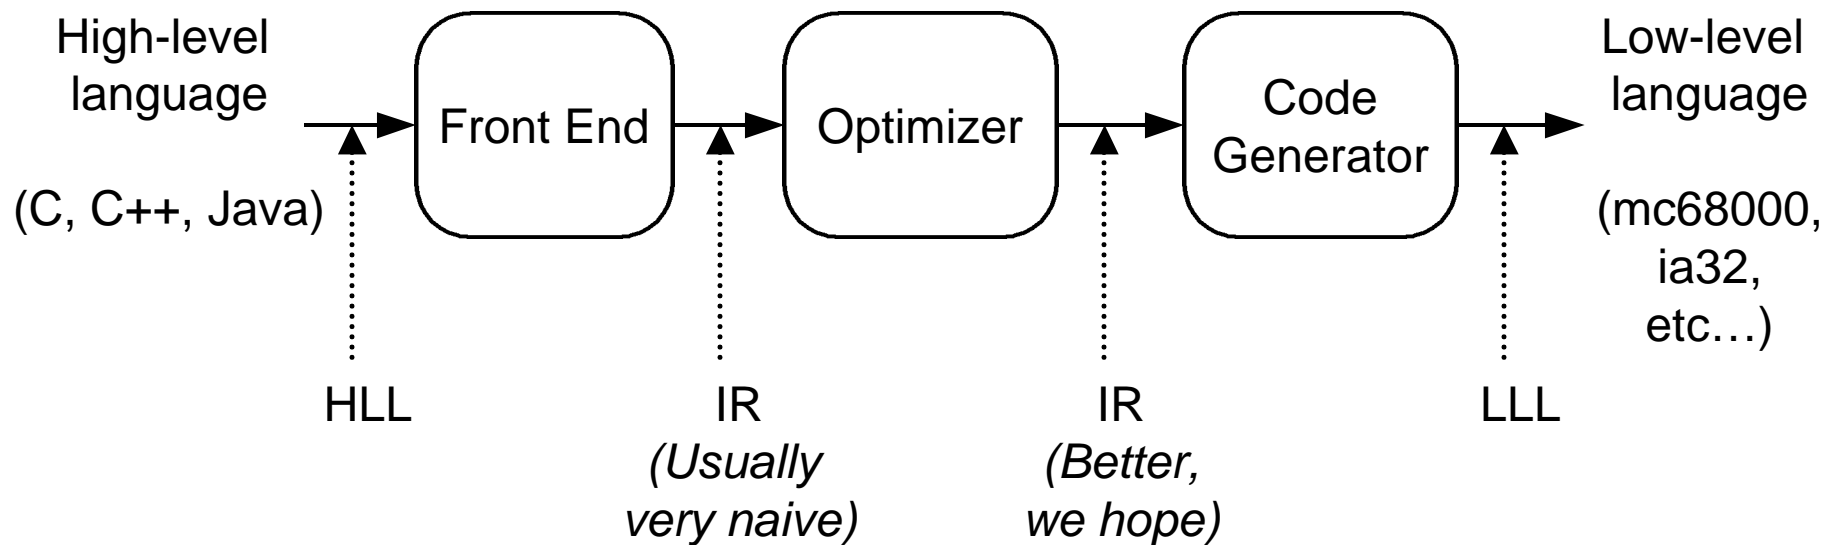 High-level
language
(C, C++, Java)
Front End
Optimizer
Code
Generator
Low-level
language
(mc68000,
ia32,
etc…)
HLL
IR
(Usually
very naive)
IR
(Better,
we hope)
LLL